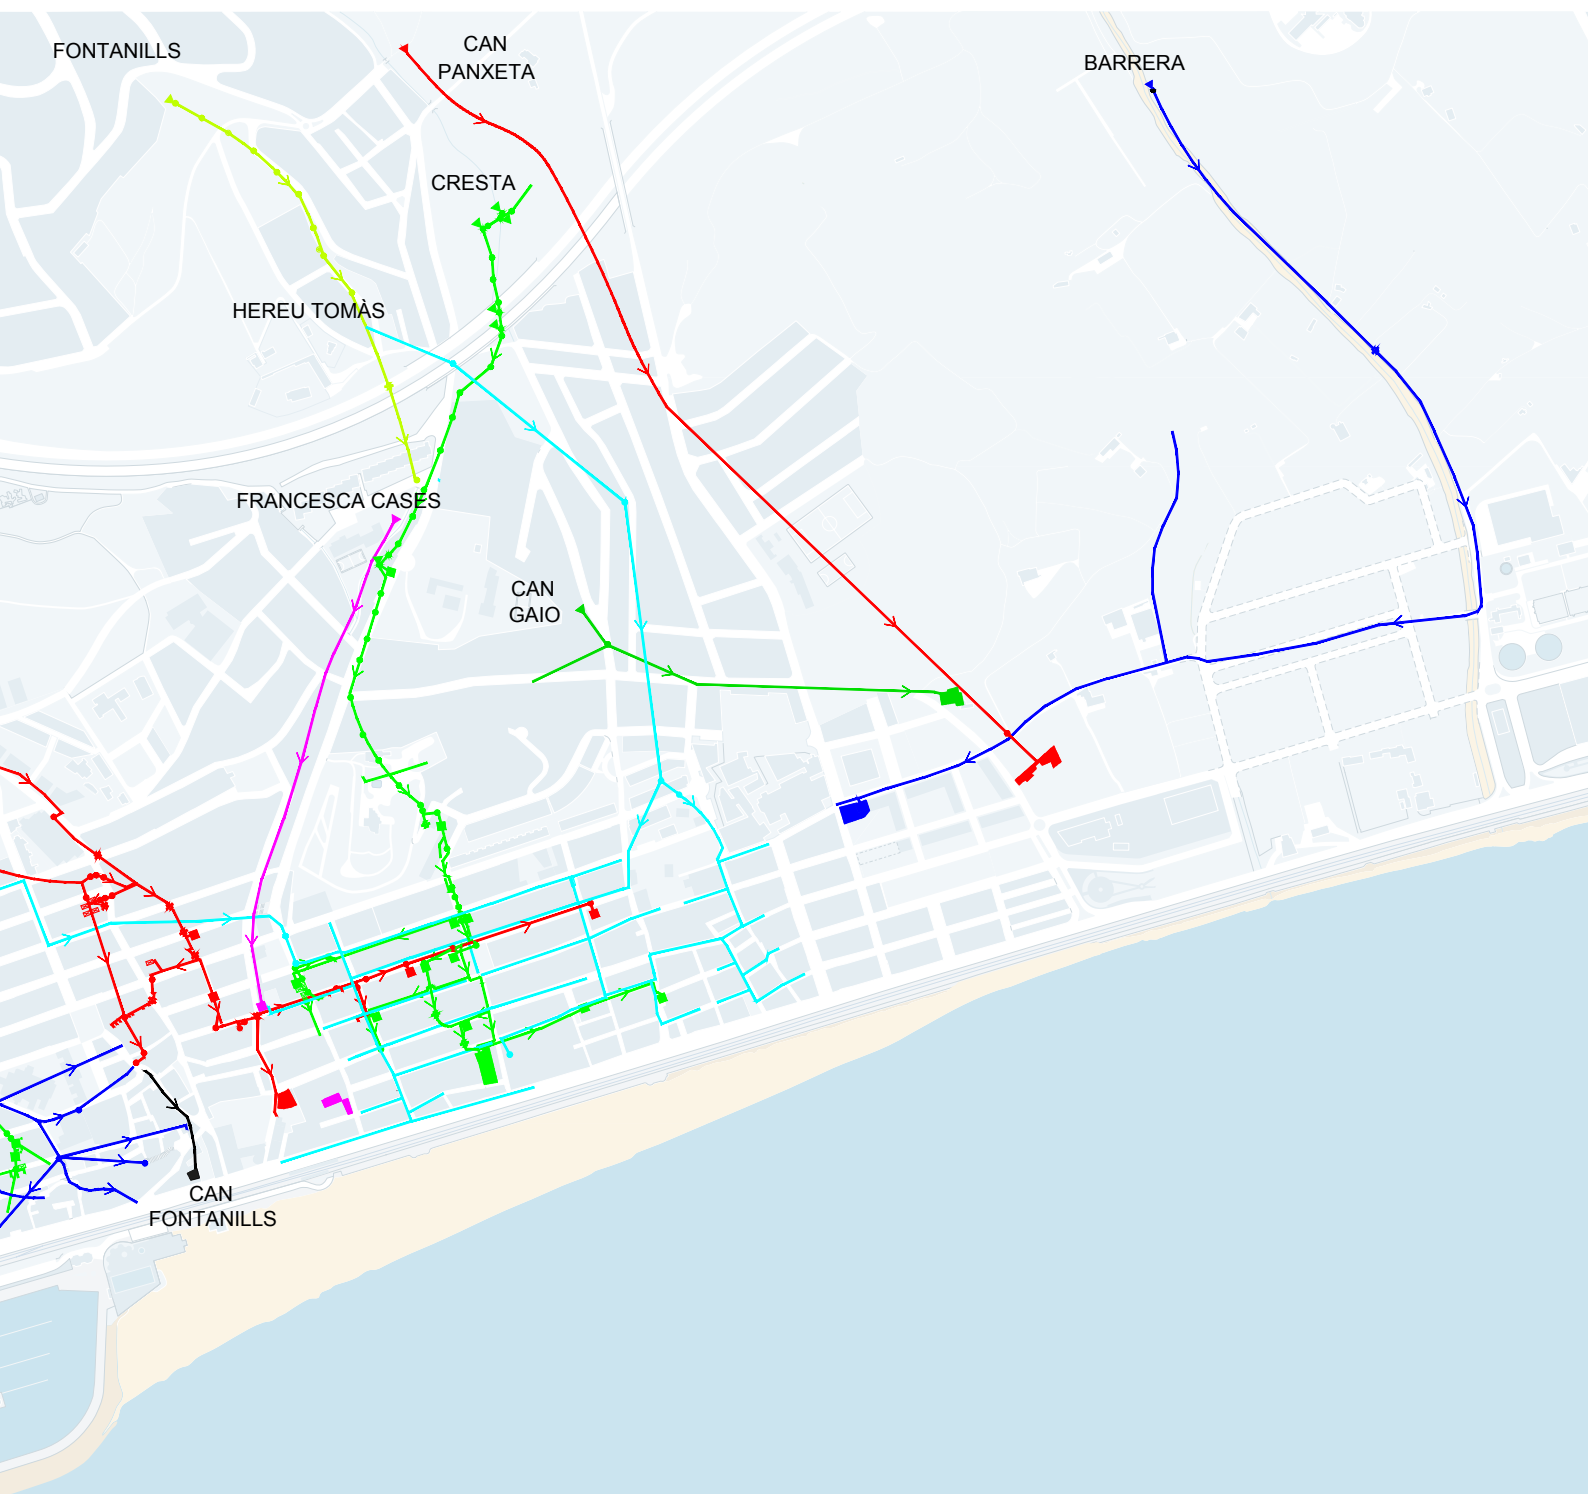 FONTANILLS
CAN
PANXETA
BARRERA
CRESTA
HEREU TOMÀS
FRANCESCA CASES
CAN
GAIO
CAN
FONTANILLS